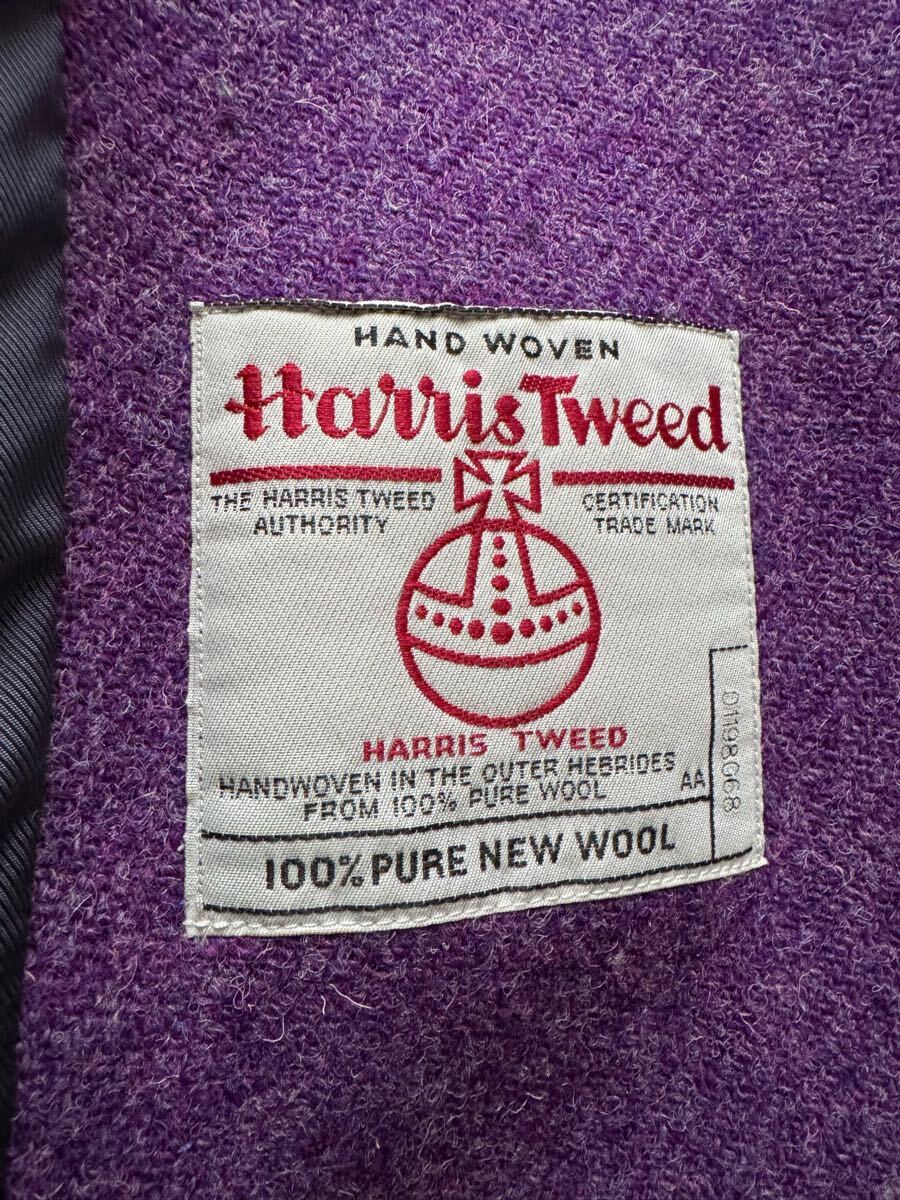 HAND WOVEN
Harris Tweed
THE HARRIS TWEED
AUTHORITY
CERTIFICATION
TRADE MARK
HARRIS TWEED
HANDWOVEN IN THE OUTER HEBRIDES
FROM 100% PURE WOOL
AA
D1198G68
100% PURE NEW WOOL